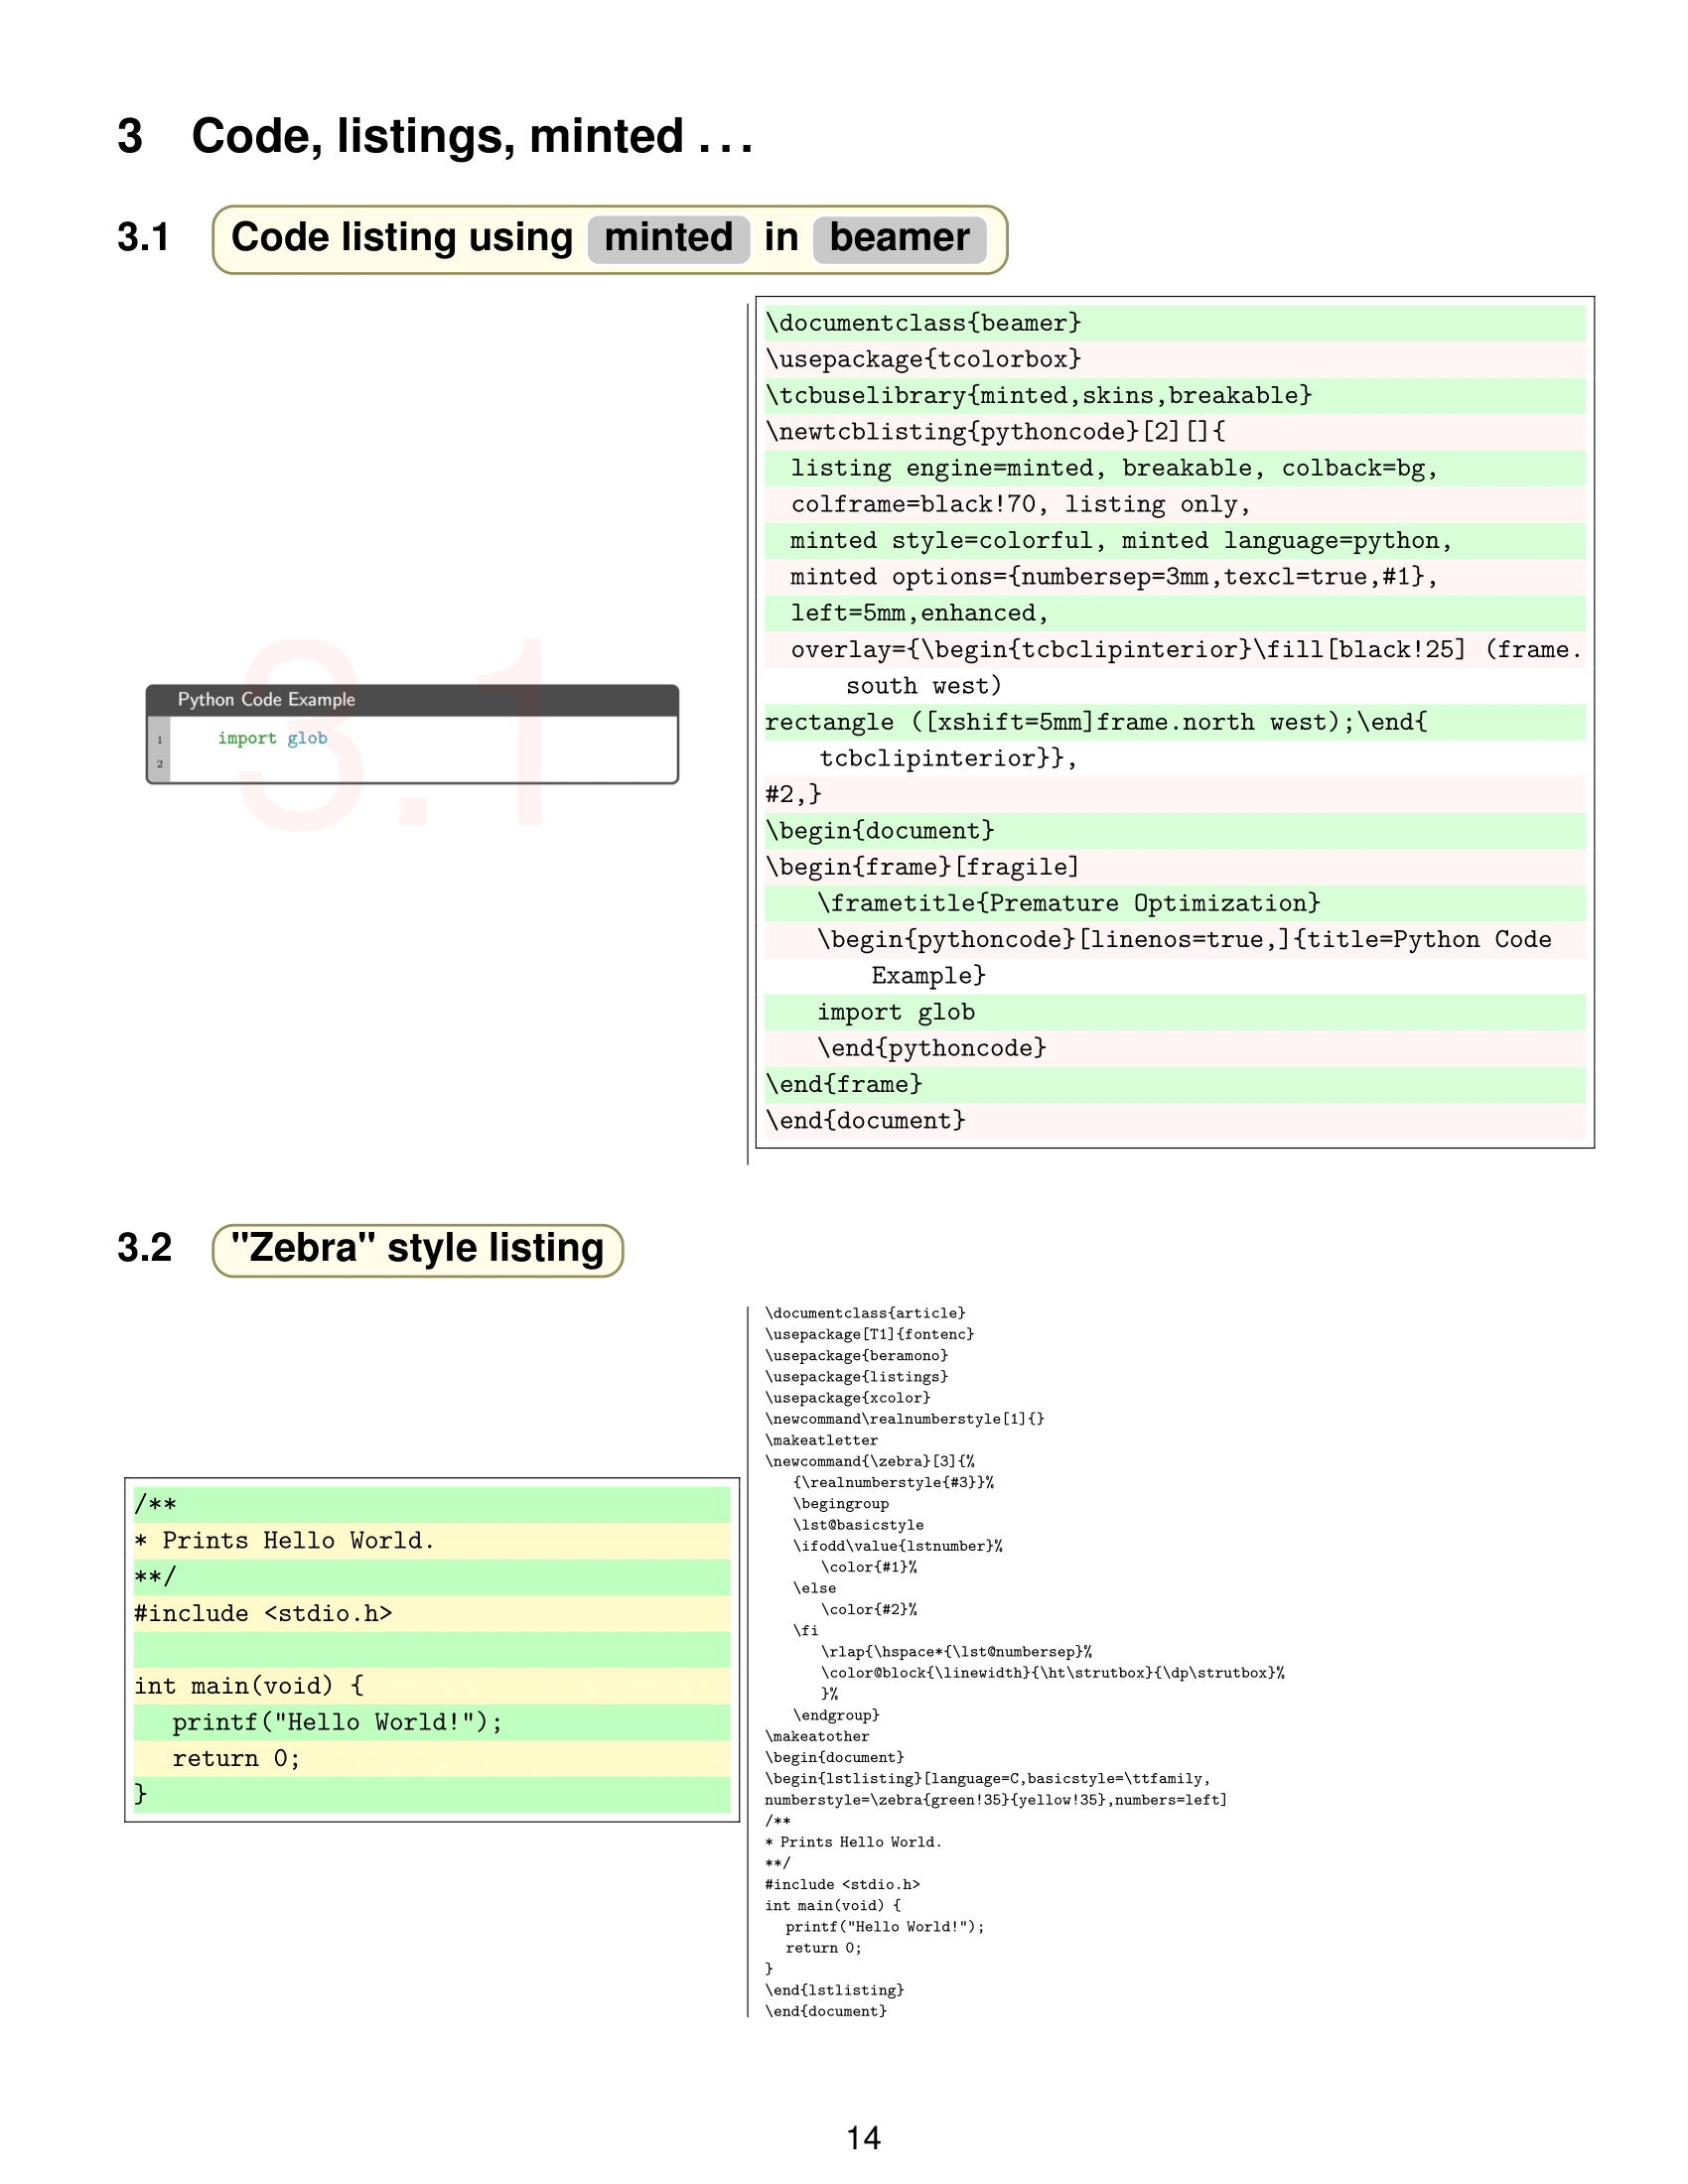 3 Code, listings, minted ...
3.1 Code listing using minted in beamer
3.1
Python Code Example
1 import glob
2
\documentclass{beamer}
\usepackage{tcolorbox}
\tcbuselibrary{minted,skins,breakable}
\newtcblisting{pythoncode}[2][]{
listing engine=minted, breakable, colback=bg,
colframe=black!70, listing only,
minted style=colorful, minted language=python,
minted options={numbersep=3mm,texcl=true,#1},
left=5mm,enhanced,
overlay={\begin{tcbclipinterior}\fill[black!25] (frame.
south west)
rectangle ([xshift=5mm]frame.north west);\end{
tcbclipinterior}},
#2,}
\begin{document}
\begin{frame}[fragile]
\frametitle{Premature Optimization}
\begin{pythoncode}[linenos=true,]{title=Python Code
Example}
import glob
\end{pythoncode}
\end{frame}
\end{document}
3.2 "Zebra" style listing
/**
* Prints Hello World.
**/
#include <stdio.h>
int main(void) {
printf("Hello World!");
return 0;
}
\documentclass{article}
\usepackage[T1]{fontenc}
\usepackage{beramono}
\usepackage{listings}
\usepackage{xcolor}
\newcommand\realnumberstyle[1]{}
\makeatletter
\newcommand{\zebra}[3]{%
{\realnumberstyle{#3}}%
\begingroup
\lst@basicstyle
\ifodd\value{lstnumber}%
\color{#1}%
\else
\color{#2}%
\fi
\rlap{\hspace*{\lst@numbersep}%
\color@block{\linewidth}{\ht\strutbox}{\dp\strutbox}%
}%
\endgroup}
\makeatother
\begin{document}
\begin{lstlisting}[language=C,basicstyle=\ttfamily,
numberstyle=\zebra{green!35}{yellow!35},numbers=left]
/**
* Prints Hello World.
**/
#include <stdio.h>
int main(void) {
printf("Hello World!");
return 0;
}
\end{lstlisting}
\end{document}
14